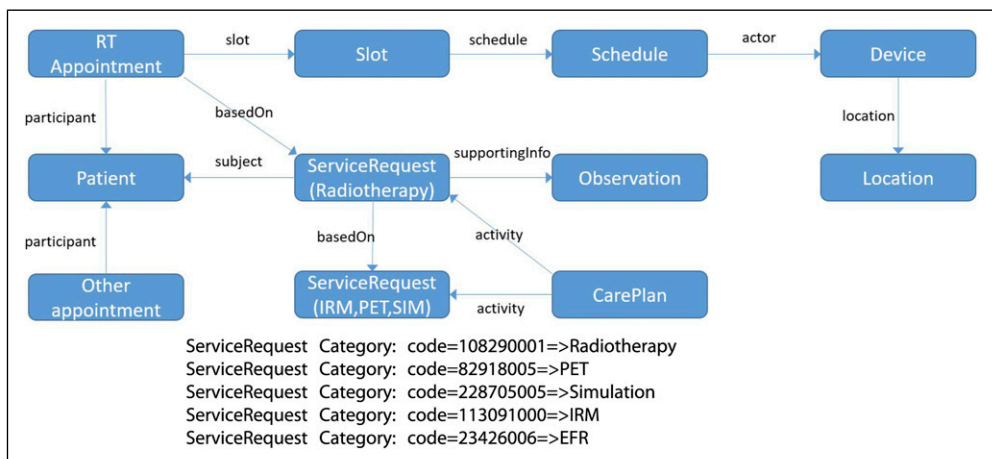 RT
Appointment
slot
Slot
schedule
Schedule
actor
Device
participant
basedOn
location
Patient
subject
ServiceRequest
(Radiotherapy)
supportingInfo
Observation
Location
participant
basedOn
activity
Other
appointment
ServiceRequest
(IRM,PET,SIM)
activity
CarePlan
ServiceRequest Category: code=108290001=>Radiotherapy
ServiceRequest Category: code=82918005=>PET
ServiceRequest Category: code=228705005=>Simulation
ServiceRequest Category: code=113091000=>IRM
ServiceRequest Category: code=23426006=>EFR